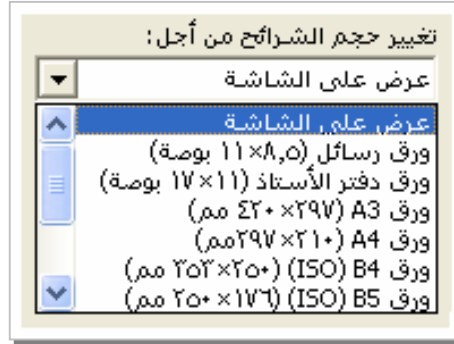 تغيير حجم الشرائح من أجل:
عرض على الشاشة
عرض على الشاشة
ورق رسائل (٨,٥×١١ بوصة)
ورق دفتر الأستاذ (١١×١٧ بوصة)
ورق A3 (٢٩٧×٤٢٠ مم)
ورق A4 (٢١٠×٢٩٧مم)
ورق B4 (ISO) (٢٥٠×٣٥٣ مم)
ورق B5 (ISO) (١٧٦×٢٥٠ مم)